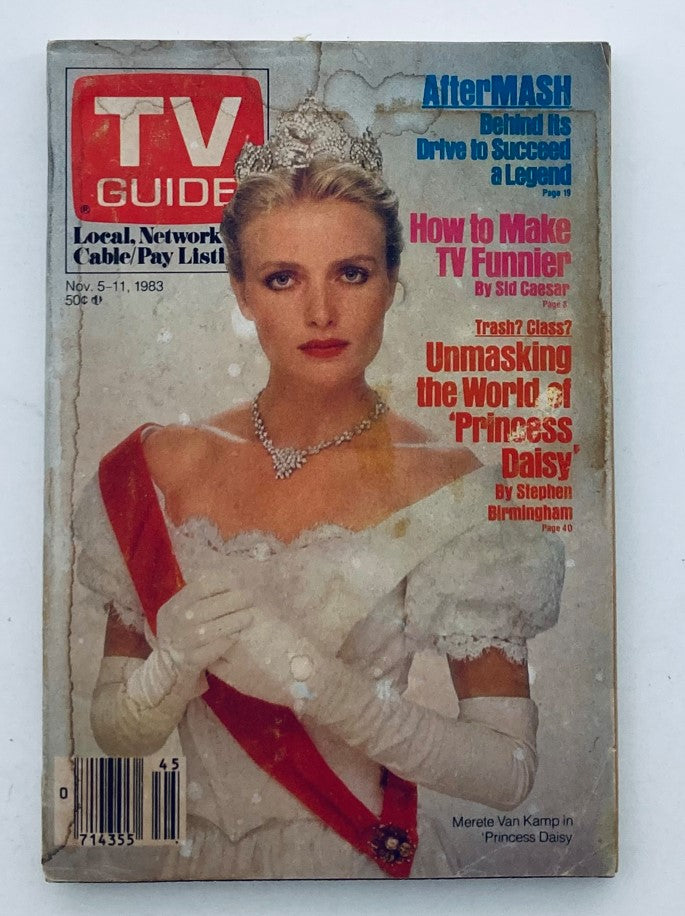 TV
GUIDE
®
Local, Network
Cable/Pay Listi
Nov. 5-11, 1983
50¢
AfterMASH
Behind Its
Drive to Succeed
a Legend
Page 19
How to Make
TV Funnier
By Sid Caesar
Page 8
Trash? Class?
Unmasking
the World of
'Princess
Daisy'
By Stephen
Birmingham
Page 40
45
0
714355
Merete Van Kamp in
'Princess Daisy